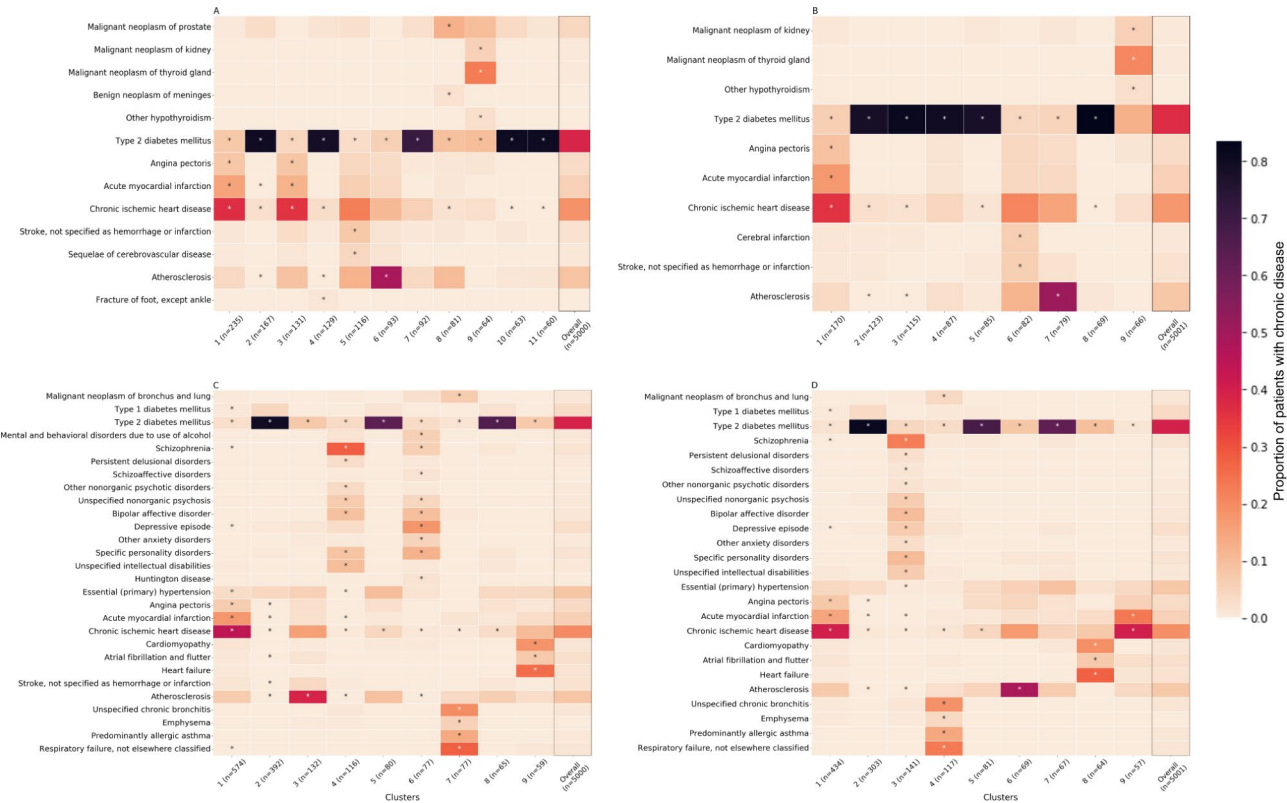 A
Malignant neoplasm of prostate
Malignant neoplasm of kidney
Malignant neoplasm of thyroid gland
Benign neoplasm of meninges
Other hypothyroidism
Type 2 diabetes mellitus
Angina pectoris
Acute myocardial infarction
Chronic ischemic heart disease
Stroke, not specified as hemorrhage or infarction
Sequelae of cerebrovascular disease
Atherosclerosis
Fracture of foot, except ankle
1 (n=235)
2 (n=167)
3 (n=131)
4 (n=129)
5 (n=116)
6 (n=93)
7 (n=92)
8 (n=81)
9 (n=64)
10 (n=63)
11 (n=60)
Overall
(n=5000)
B
Malignant neoplasm of kidney
Malignant neoplasm of thyroid gland
Other hypothyroidism
Type 2 diabetes mellitus
Angina pectoris
Acute myocardial infarction
Chronic ischemic heart disease
Cerebral infarction
Stroke, not specified as hemorrhage or infarction
Atherosclerosis
1 (n=170)
2 (n=123)
3 (n=115)
4 (n=87)
5 (n=85)
6 (n=82)
7 (n=79)
8 (n=69)
9 (n=66)
Overall
(n=5001)
C
Malignant neoplasm of bronchus and lung
Type 1 diabetes mellitus
Type 2 diabetes mellitus
Mental and behavioral disorders due to use of alcohol
Schizophrenia
Persistent delusional disorders
Schizoaffective disorders
Other nonorganic psychotic disorders
Unspecified nonorganic psychosis
Bipolar affective disorder
Depressive episode
Other anxiety disorders
Specific personality disorders
Unspecified intellectual disabilities
Huntington disease
Essential (primary) hypertension
Angina pectoris
Acute myocardial infarction
Chronic ischemic heart disease
Cardiomyopathy
Atrial fibrillation and flutter
Heart failure
Stroke, not specified as hemorrhage or infarction
Atherosclerosis
Unspecified chronic bronchitis
Emphysema
Predominantly allergic asthma
Respiratory failure, not elsewhere classified
1 (n=574)
2 (n=392)
3 (n=132)
4 (n=116)
5 (n=80)
6 (n=77)
7 (n=77)
8 (n=65)
9 (n=59)
Overall
(n=5000)
Clusters
D
Malignant neoplasm of bronchus and lung
Type 1 diabetes mellitus
Type 2 diabetes mellitus
Schizophrenia
Persistent delusional disorders
Schizoaffective disorders
Other nonorganic psychotic disorders
Unspecified nonorganic psychosis
Bipolar affective disorder
Depressive episode
Other anxiety disorders
Specific personality disorders
Unspecified intellectual disabilities
Essential (primary) hypertension
Angina pectoris
Acute myocardial infarction
Chronic ischemic heart disease
Cardiomyopathy
Atrial fibrillation and flutter
Heart failure
Atherosclerosis
Unspecified chronic bronchitis
Emphysema
Predominantly allergic asthma
Respiratory failure, not elsewhere classified
1 (n=434)
2 (n=303)
3 (n=141)
4 (n=117)
5 (n=81)
6 (n=69)
7 (n=67)
8 (n=64)
9 (n=57)
Overall
(n=5001)
Clusters
0.8
0.7
0.6
0.5
0.4
0.3
0.2
0.1
0.0
Proportion of patients with chronic disease